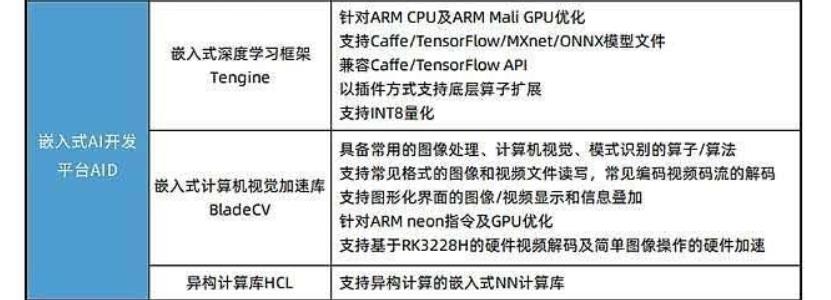 嵌入式AI开发
平台AID
嵌入式深度学习框架
Tengine
针对ARM CPU及ARM Mali GPU优化
支持Caffe/TensorFlow/MXnet/ONNX模型文件
兼容Caffe/TensorFlow API
以插件方式支持底层算子扩展
支持INT8量化
嵌入式计算机视觉加速库
BladeCV
具备常用的图像处理、计算机视觉、模式识别的算子/算法
支持常见格式的图像和视频文件读写，常见编码视频码流的解码
支持图形化界面的图像/视频显示和信息叠加
针对ARM neon指令及GPU优化
支持基于RK3228H的硬件视频解码及简单图像操作的硬件加速
异构计算库HCL
支持异构计算的嵌入式NN计算库